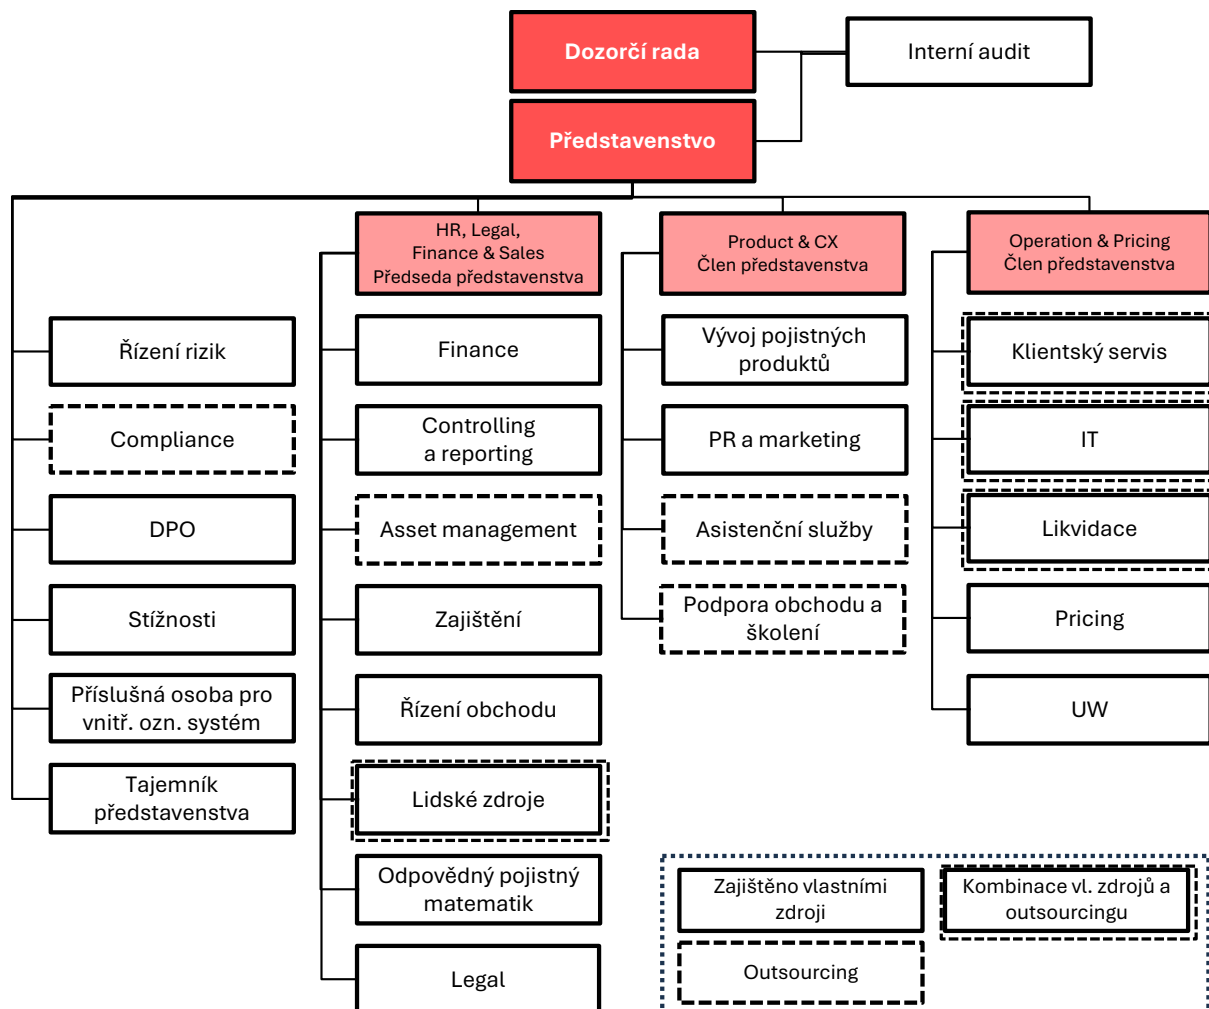 Dozorčí rada
Interní audit
Představenstvo
HR, Legal,
Finance & Sales
Předseda představenstva
Product & CX
Člen představenstva
Operation & Pricing
Člen představenstva
Řízení rizik
Compliance
DPO
Stížnosti
Příslušná osoba pro
vnitř. ozn. systém
Tajemník
představenstva
Finance
Controlling
a reporting
Asset management
Zajištění
Řízení obchodu
Lidské zdroje
Odpovědný pojistný
matematik
Legal
Vývoj pojistných
produktů
PR a marketing
Asistenční služby
Podpora obchodu a
školení
Klientský servis
IT
Likvidace
Pricing
UW
Zajištěno vlastními
zdroji
Kombinace vl. zdrojů a
outsourcingu
Outsourcing